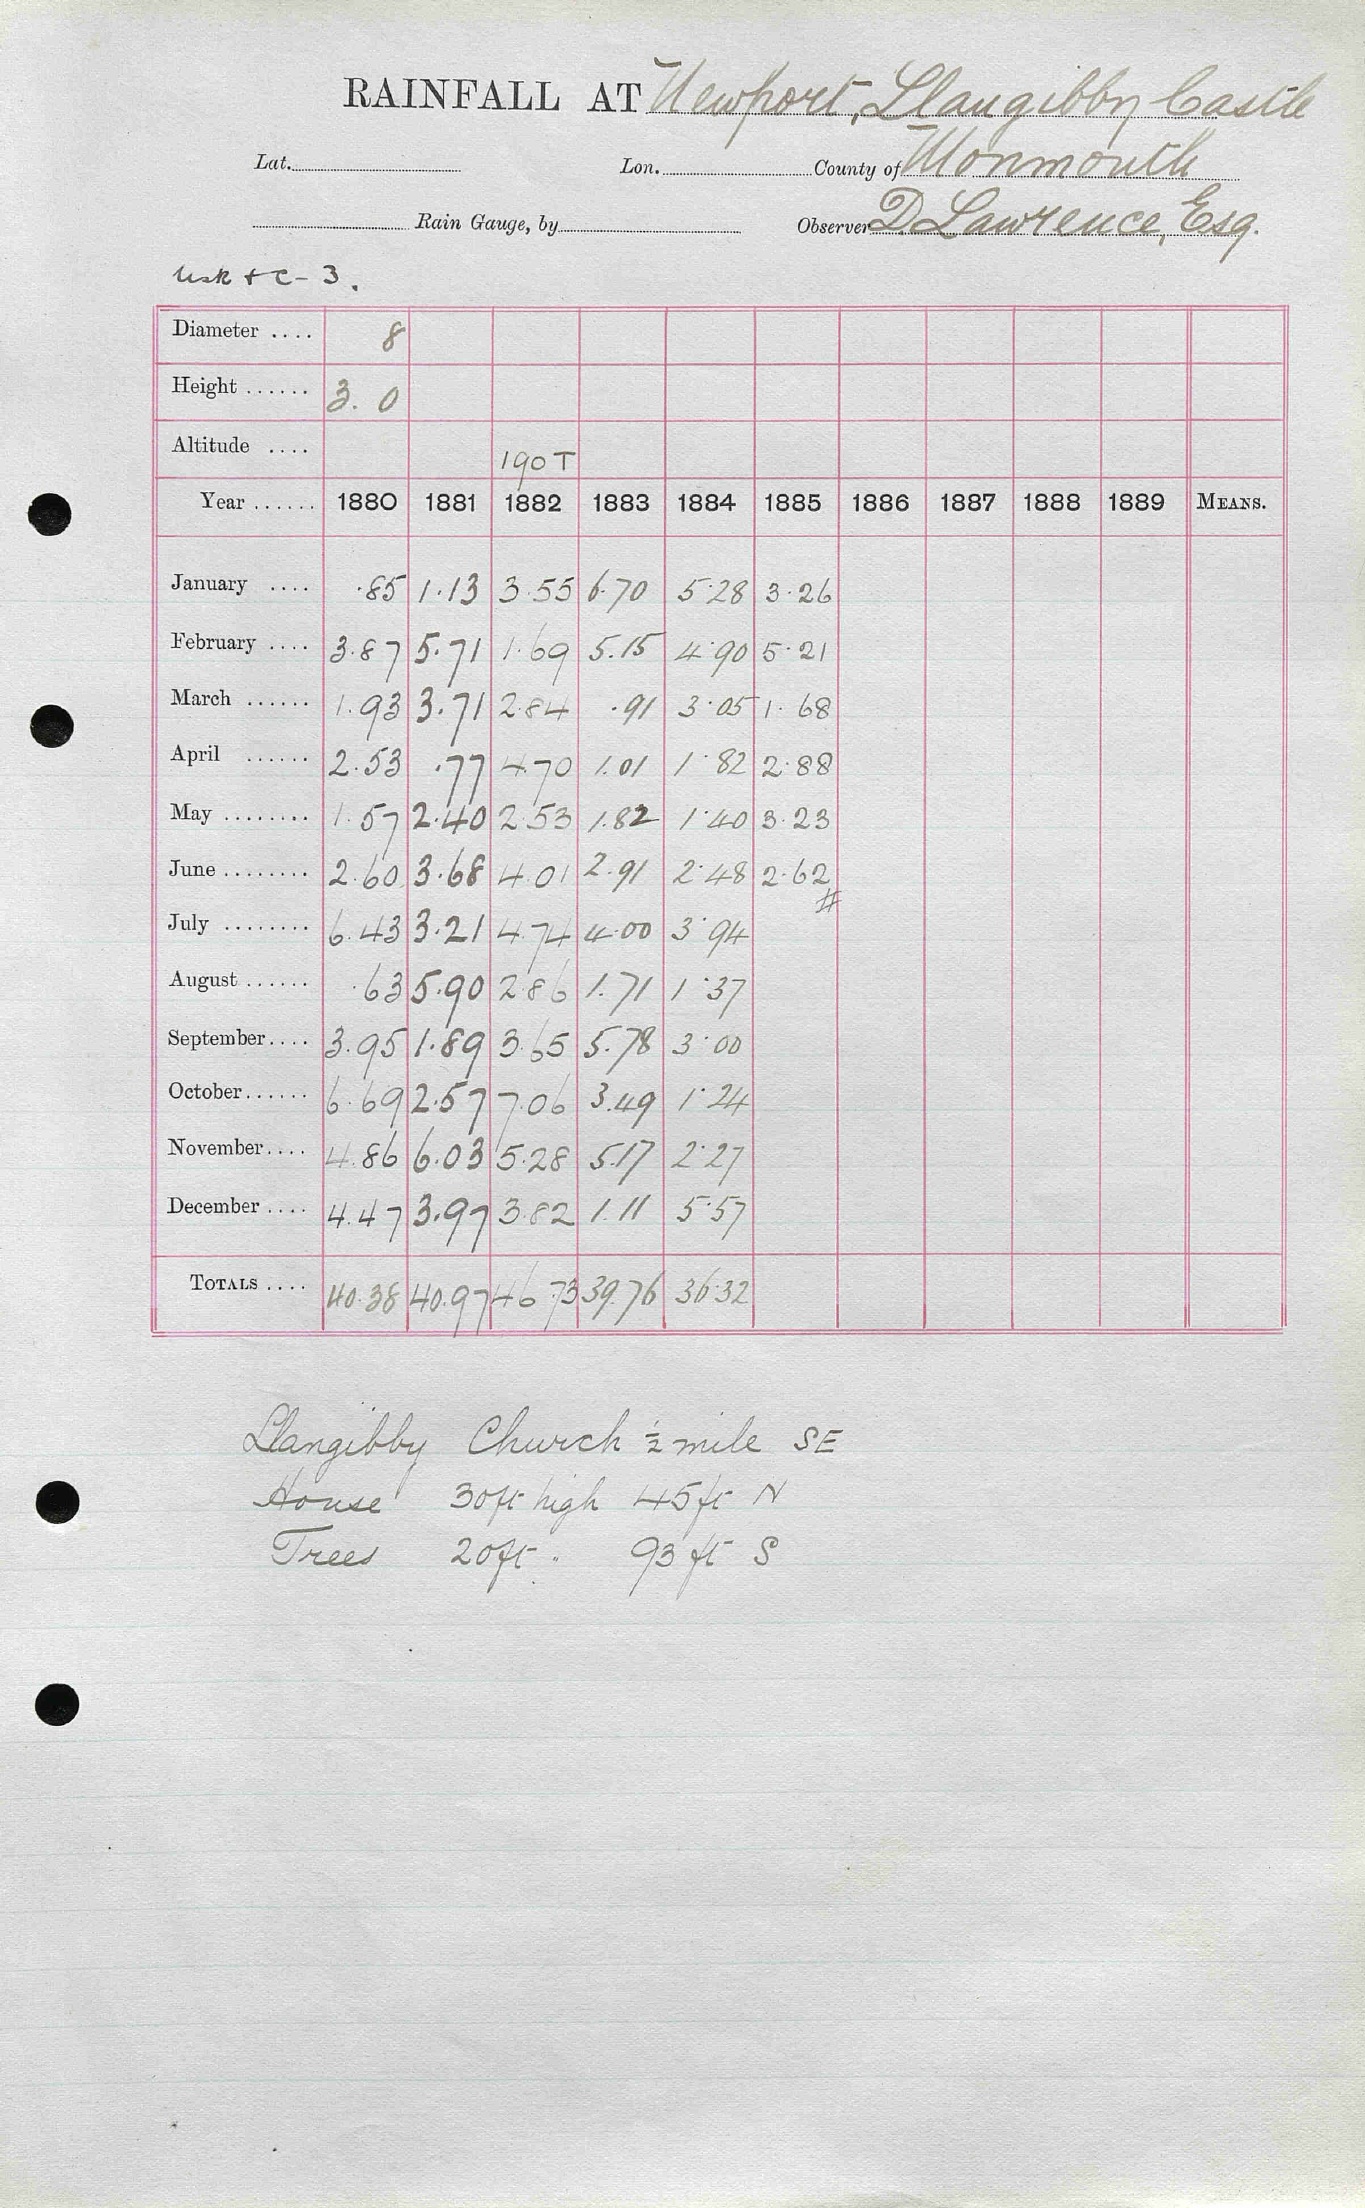 RAINFALL AT Newport, Llangibby Castle
Lat. Lon. County of Monmouth
Rain Gauge, by Observer D Lawrence, Esq.
Usk & C - 3.
Diameter .... 8
Height ...... 3. 0
Altitude .... 190 T
Year ...... 1880 1881 1882 1883 1884 1885 1886 1887 1888 1889 MEANS.
January .... .85 1.13 3.55 6.70 5.28 3.26
February .... 3.87 5.71 1.69 5.15 4.90 5.21
March ...... 1.93 3.71 2.84 .91 3.05 1.68
April ...... 2.53 .77 4.70 1.01 1.82 2.88
May ........ 1.57 2.40 2.53 1.82 1.40 3.23
June ........ 2.60 3.68 4.01 2.91 2.48 2.62 #
July ........ 6.43 3.21 4.74 4.00 3.94
August ...... .63 5.90 2.86 1.71 1.37
September.... 3.95 1.89 3.65 5.78 3.00
October...... 6.69 2.57 7.06 3.49 1.24
November.... 4.86 6.03 5.28 5.17 2.27
December .... 4.47 3.97 3.82 1.11 5.57
TOTALS .... 40.38 40.97 46.73 39.76 36.32
Llangibby Church ½ mile SE
House 30ft high 45ft N
Trees 20ft " 93 ft S